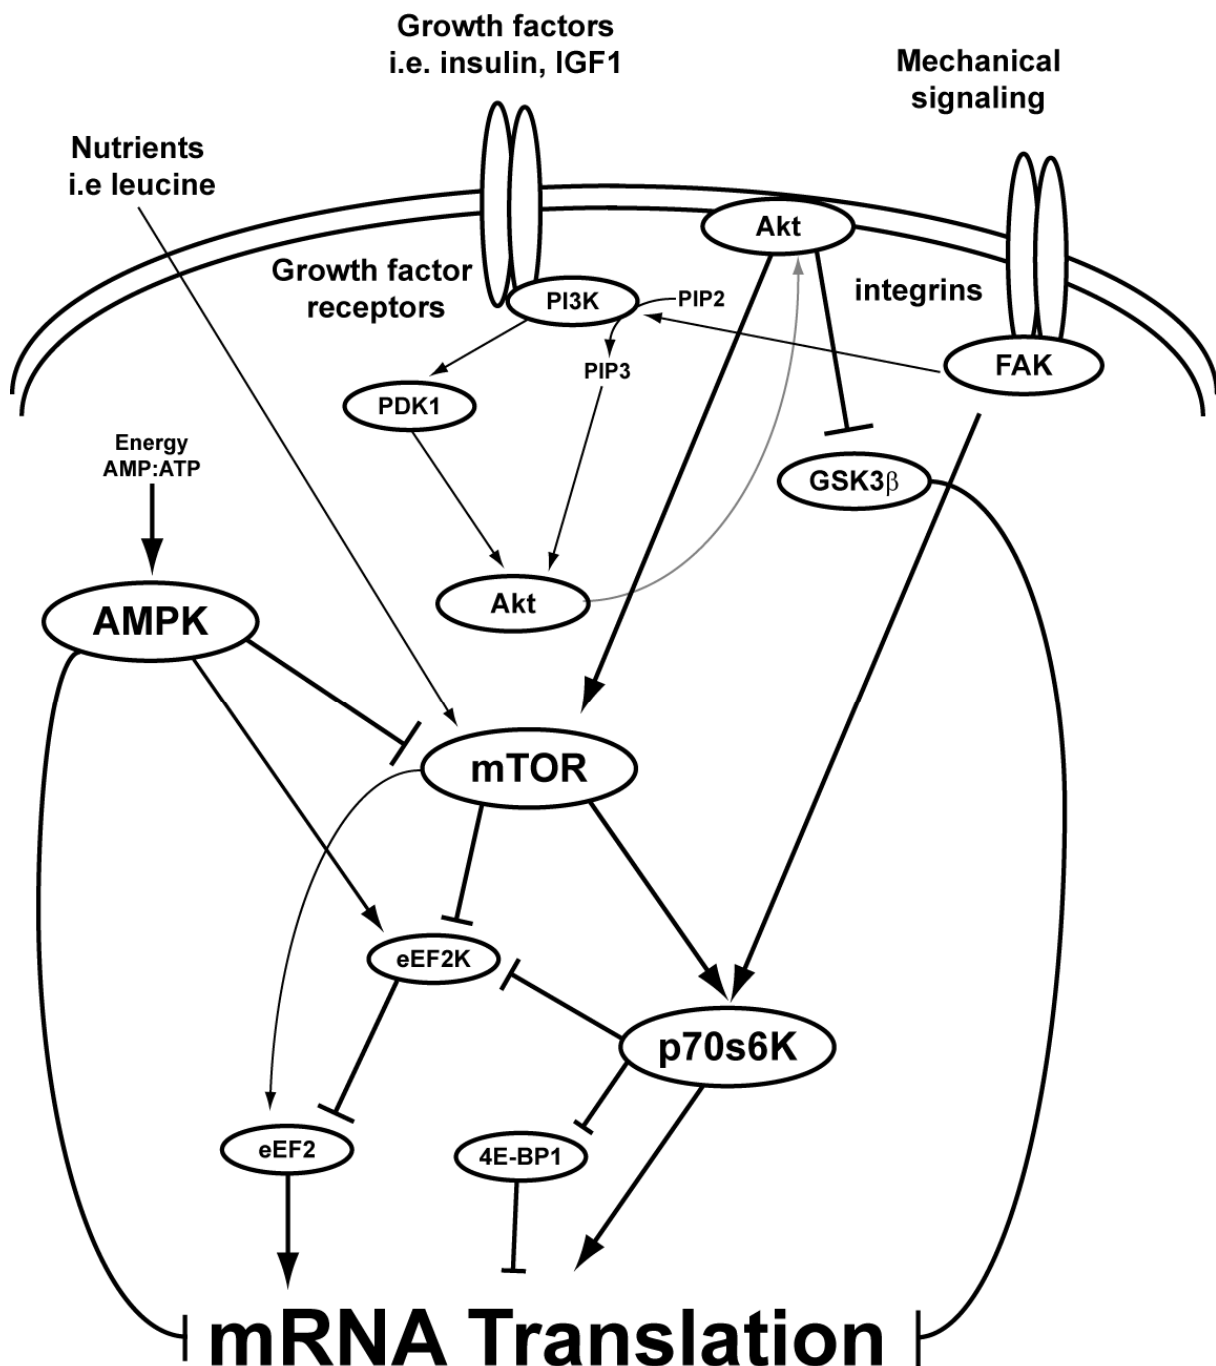 Growth factors
i.e. insulin, IGF1
Mechanical
signaling
Nutrients
i.e leucine
Akt
Growth factor
receptors
PI3K
PIP2
integrins
PIP3
FAK
PDK1
Energy
AMP:ATP
GSK3β
Akt
AMPK
mTOR
eEF2K
p70s6K
eEF2
4E-BP1
mRNA Translation